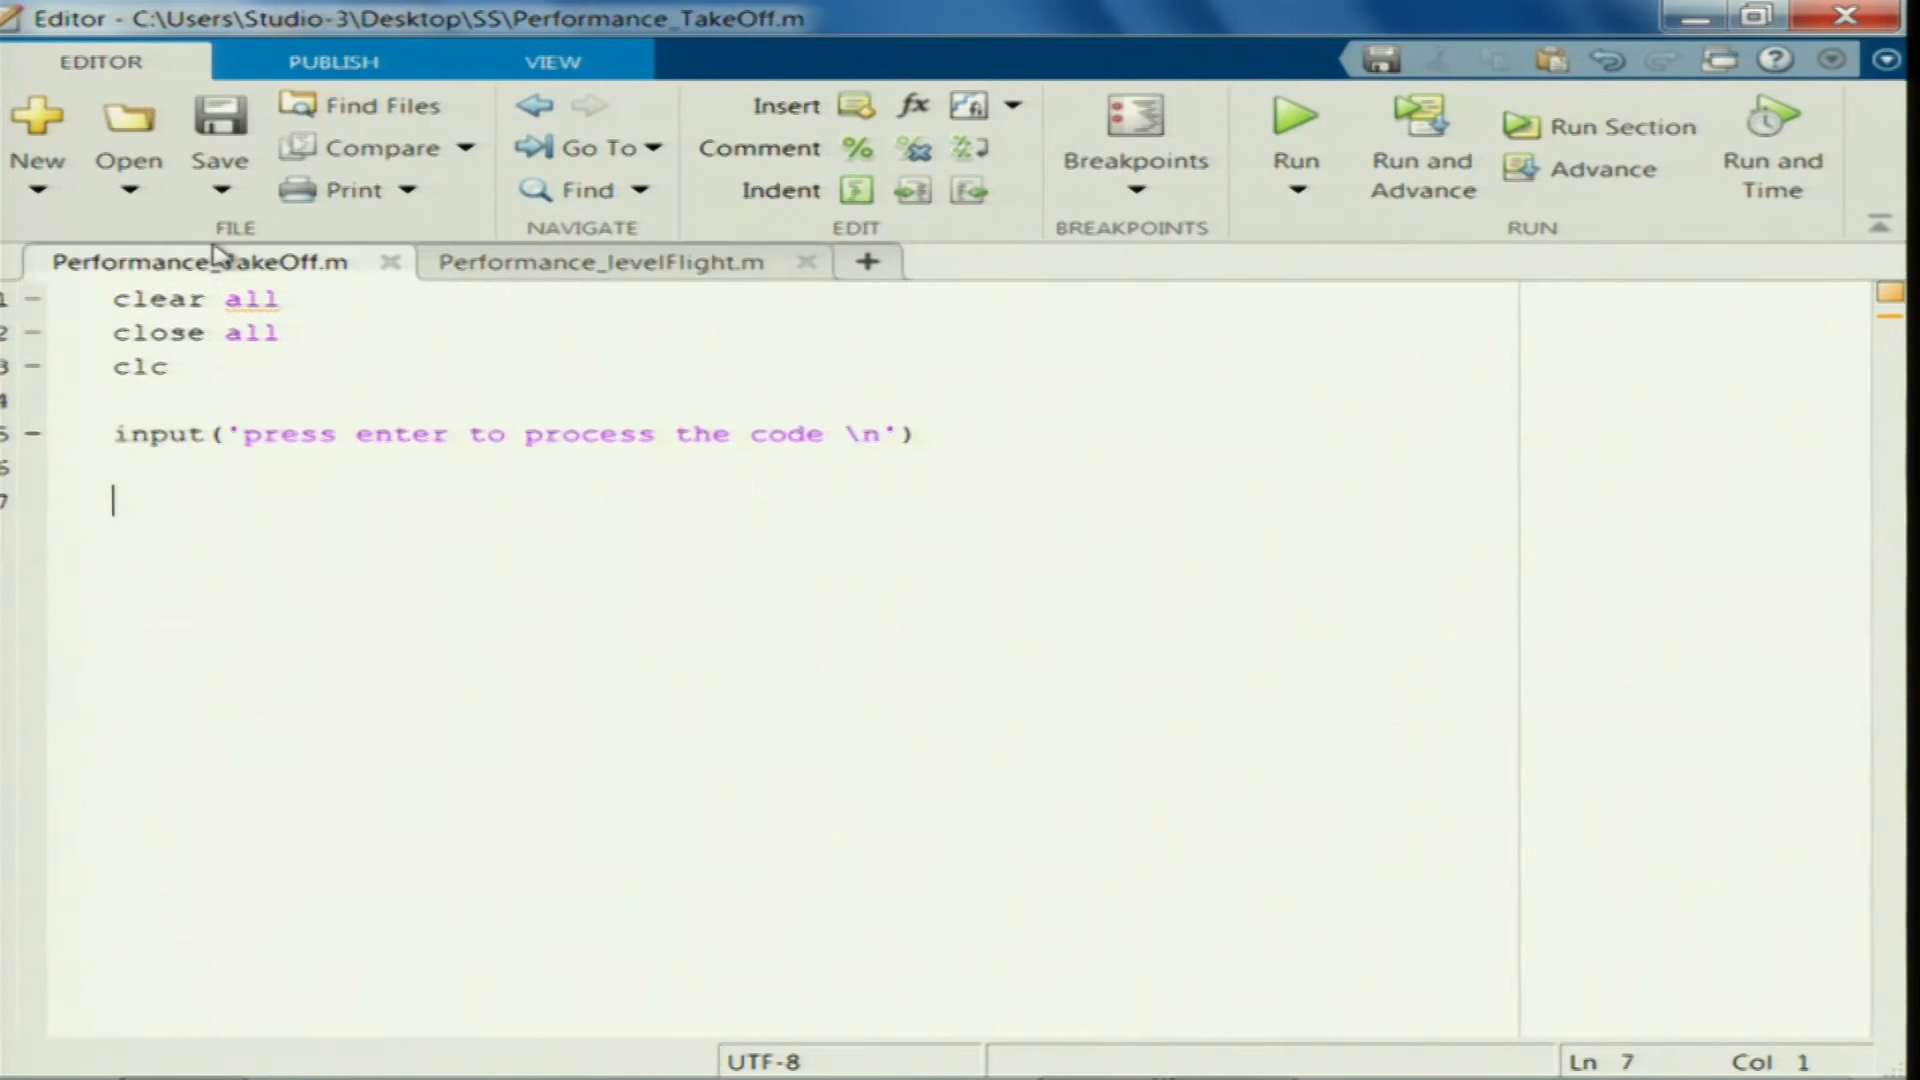 Editor - C:\Users\Studio-3\Desktop\SS\Performance_TakeOff.m
EDITOR PUBLISH VIEW
New
Open
Save
Find Files
Compare
Print
FILE
Go To
Find
NAVIGATE
Insert fx
Comment
Indent
EDIT
Breakpoints
BREAKPOINTS
Run
Run and Advance
Run Section
Advance
Run and Time
RUN
Performance_TakeOff.m Performance_levelFlight.m
1 clear all
2 close all
3 clc
4
5 input('press enter to process the code \n')
6
7
UTF-8 Ln 7 Col 1